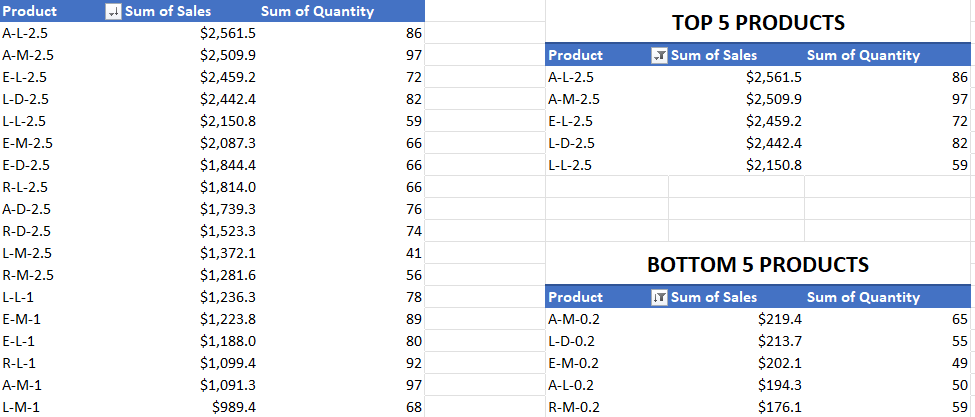 Product Sum of Sales Sum of Quantity
A-L-2.5 $2,561.5 86
A-M-2.5 $2,509.9 97
E-L-2.5 $2,459.2 72
L-D-2.5 $2,442.4 82
L-L-2.5 $2,150.8 59
E-M-2.5 $2,087.3 66
E-D-2.5 $1,844.4 66
R-L-2.5 $1,814.0 66
A-D-2.5 $1,739.3 76
R-D-2.5 $1,523.3 74
L-M-2.5 $1,372.1 41
R-M-2.5 $1,281.6 56
L-L-1 $1,236.3 78
E-M-1 $1,223.8 89
E-L-1 $1,188.0 80
R-L-1 $1,099.4 92
A-M-1 $1,091.3 97
L-M-1 $989.4 68
TOP 5 PRODUCTS
Product Sum of Sales Sum of Quantity
A-L-2.5 $2,561.5 86
A-M-2.5 $2,509.9 97
E-L-2.5 $2,459.2 72
L-D-2.5 $2,442.4 82
L-L-2.5 $2,150.8 59
BOTTOM 5 PRODUCTS
Product Sum of Sales Sum of Quantity
A-M-0.2 $219.4 65
L-D-0.2 $213.7 55
E-M-0.2 $202.1 49
A-L-0.2 $194.3 50
R-M-0.2 $176.1 59